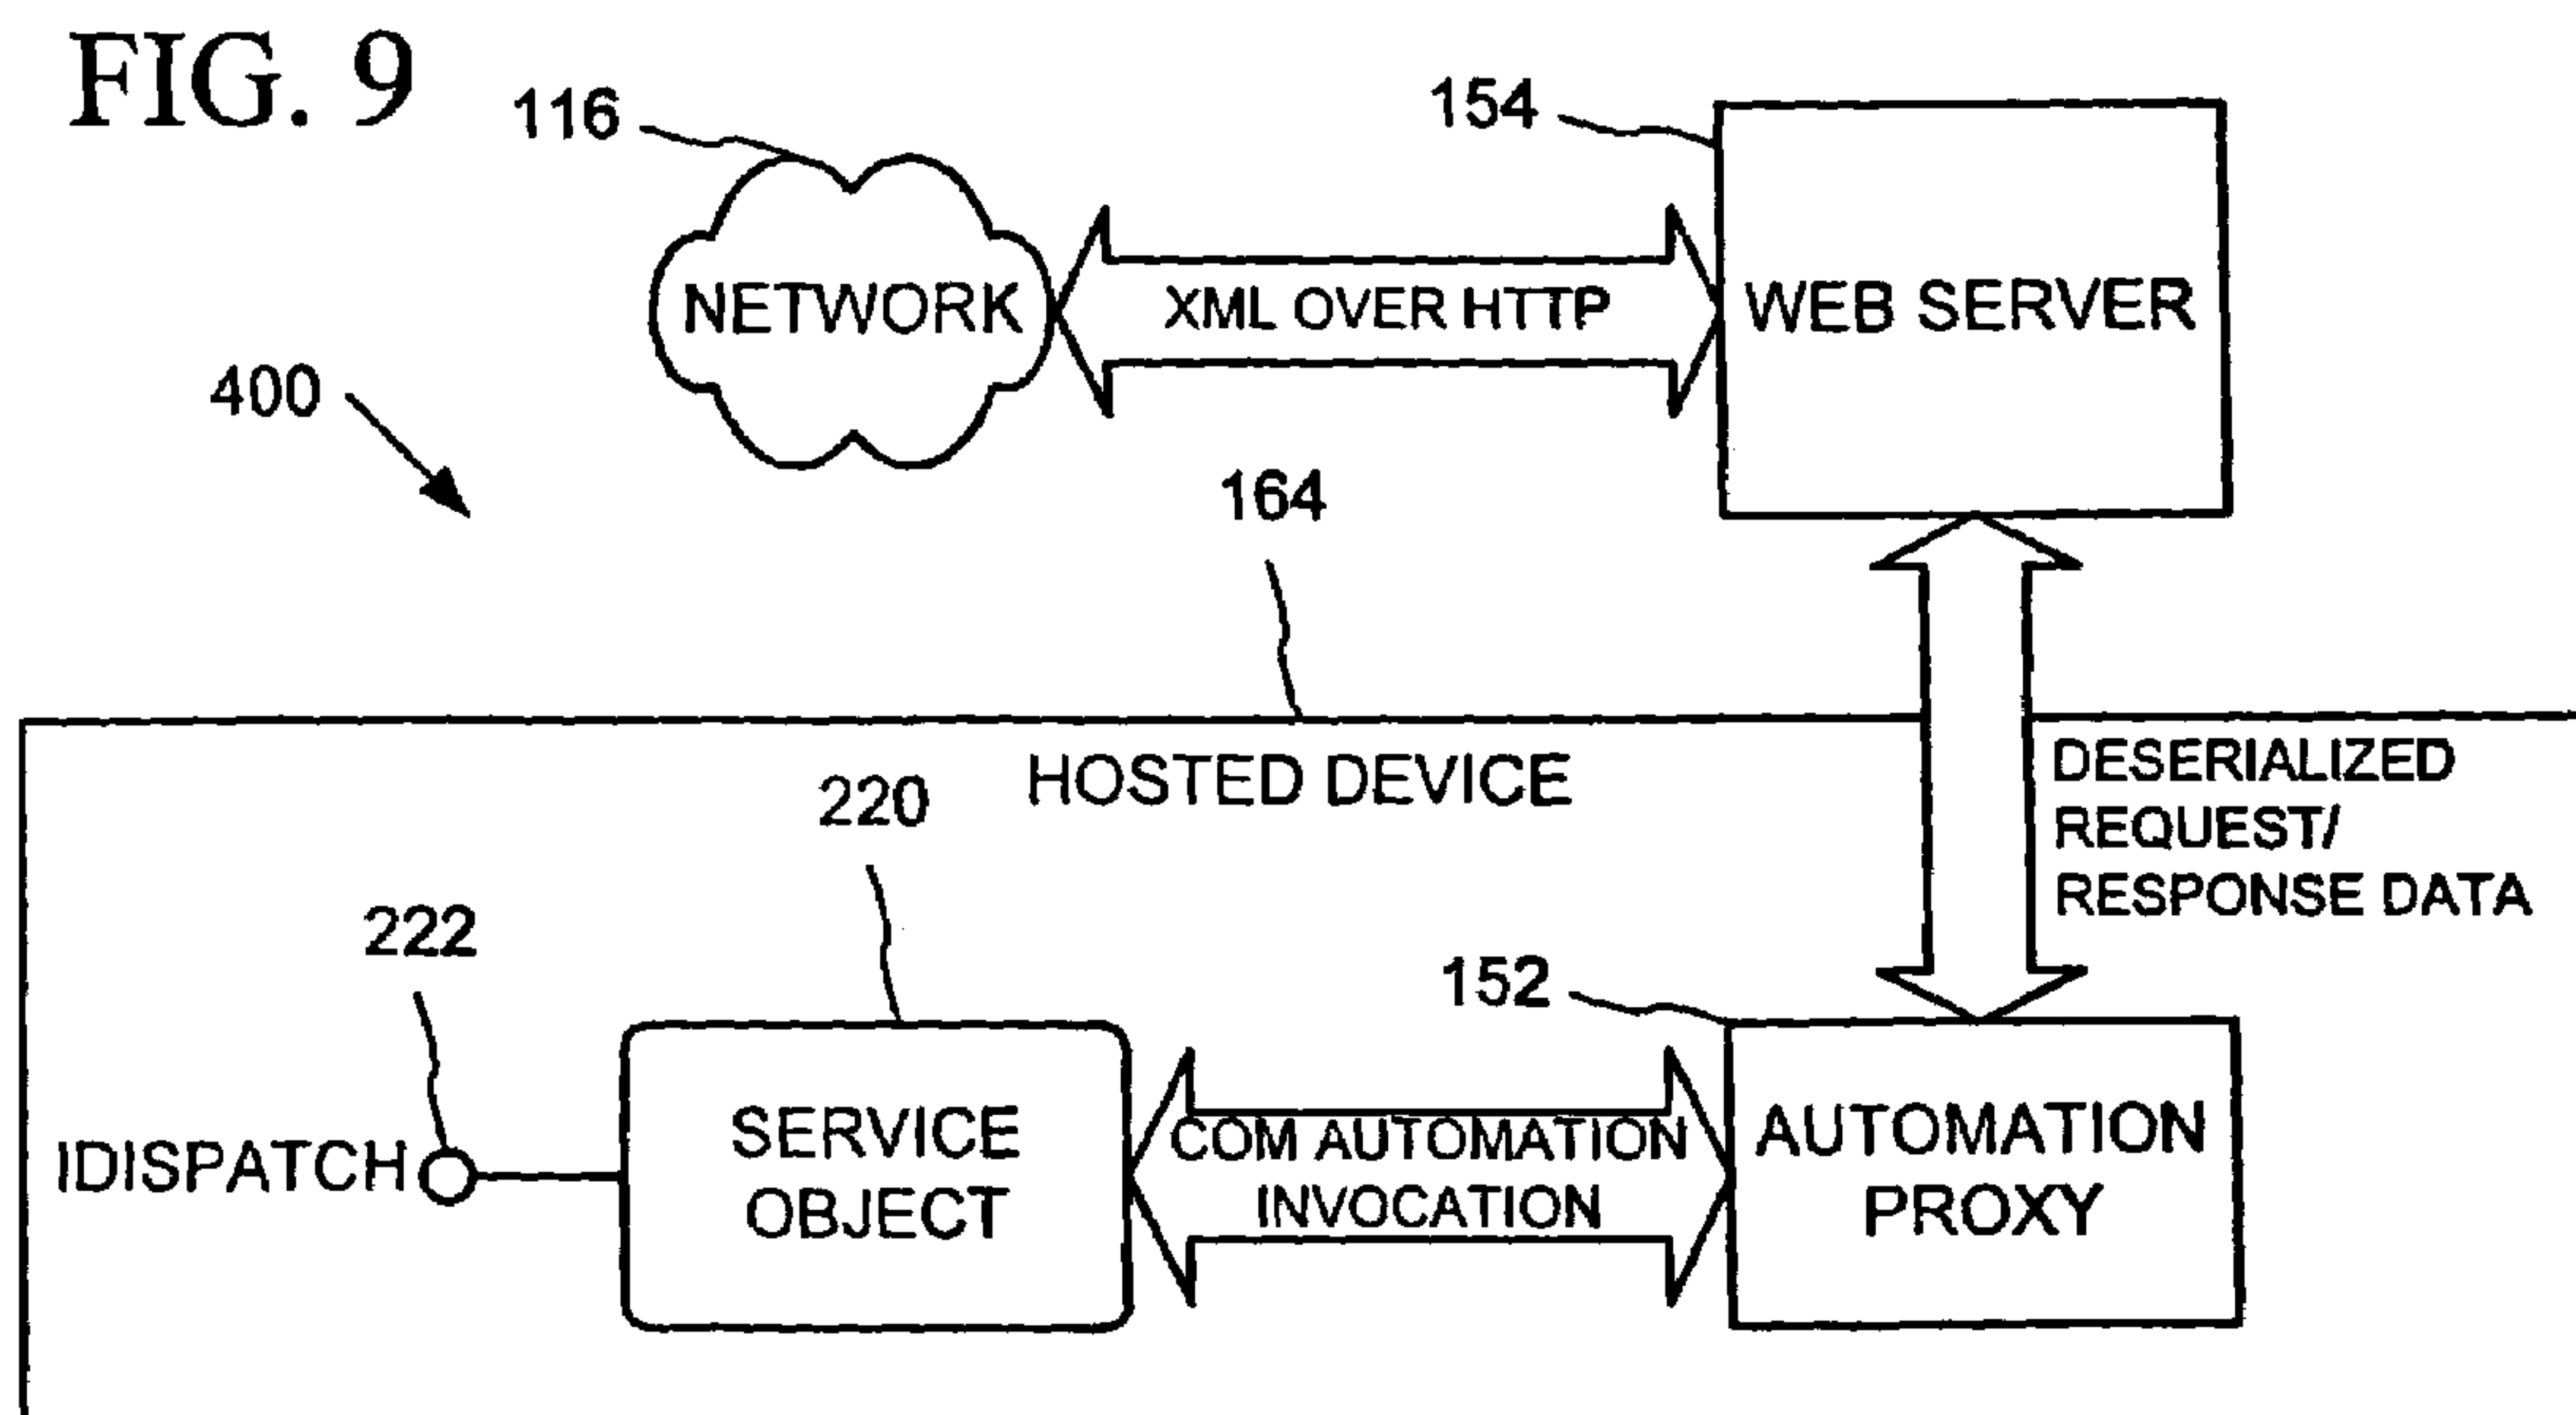 FIG. 9
116
154
NETWORK
XML OVER HTTP
WEB SERVER
400
164
HOSTED DEVICE
DESERIALIZED
REQUEST/
RESPONSE DATA
220
222
152
IDISPATCH
SERVICE
OBJECT
COM AUTOMATION
INVOCATION
AUTOMATION
PROXY